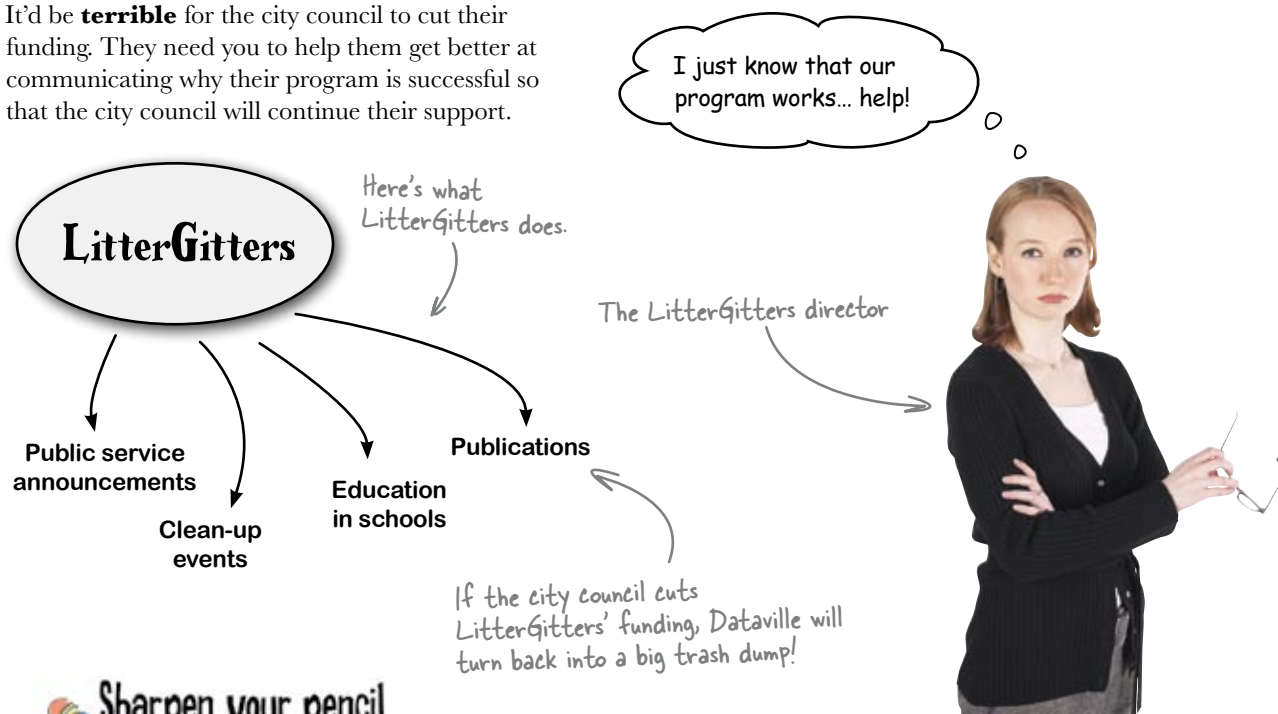 It'd be terrible for the city council to cut their
funding. They need you to help them get better at
communicating why their program is successful so
that the city council will continue their support.
I just know that our
program works... help!
LitterGitters
Here's what
LitterGitters does.
The LitterGitters director
Public service
announcements
Clean-up
events
Education
in schools
Publications
If the city council cuts
LitterGitters' funding, Dataville will
turn back into a big trash dump!
Sharpen your pencil